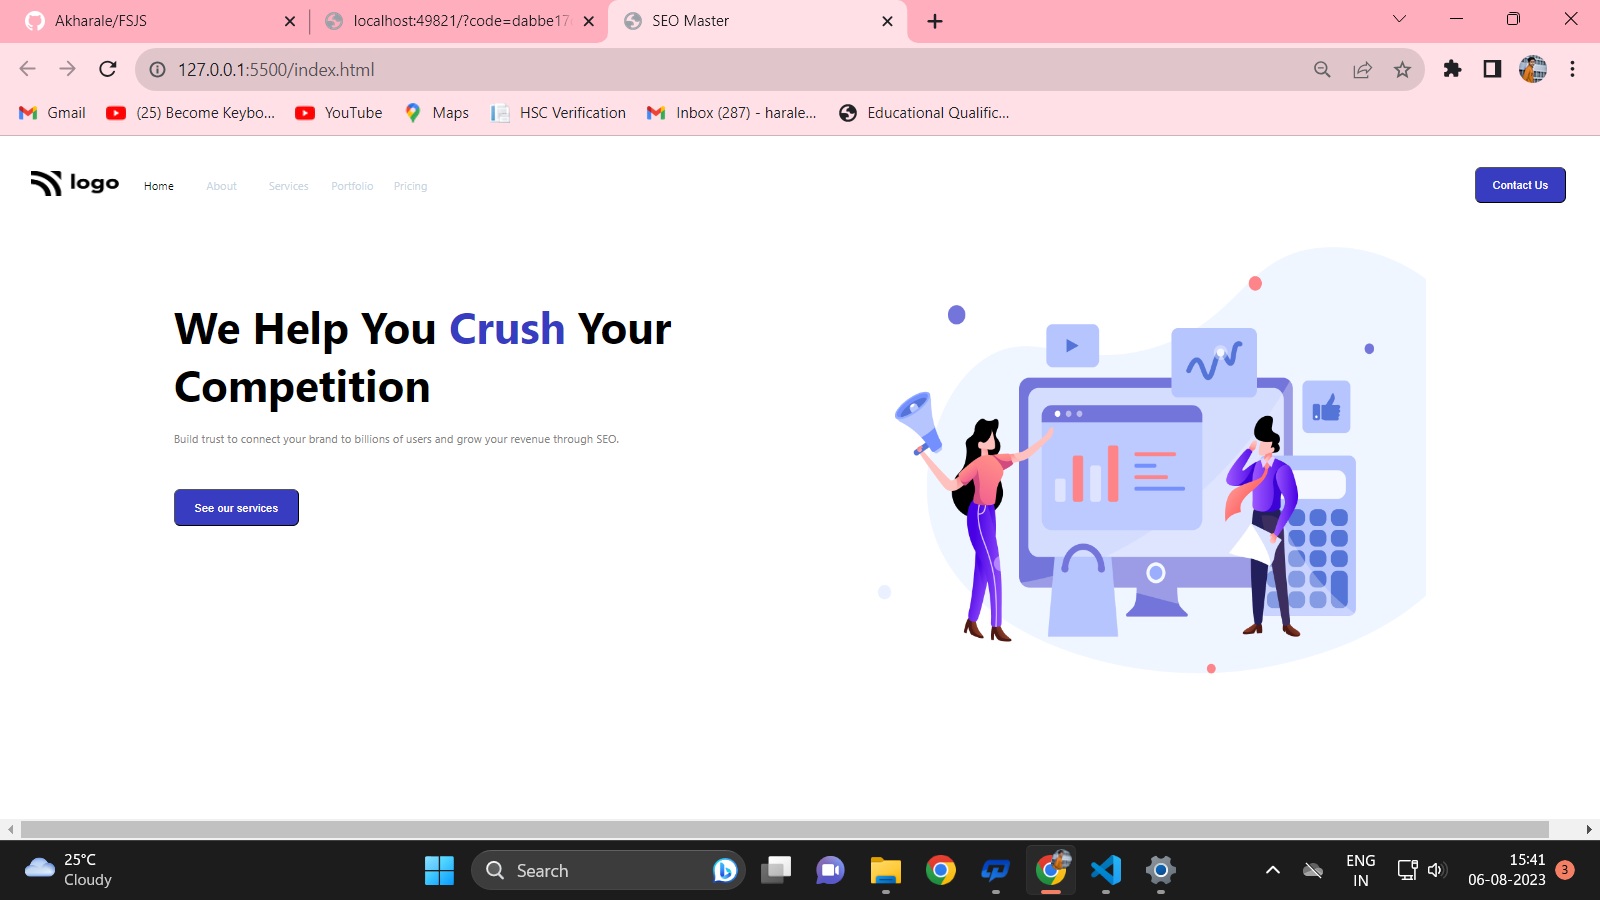 Akharale/FSJS
localhost:49821/?code=dabbe17
SEO Master
127.0.0.1:5500/index.html
Gmail
(25) Become Keybo...
YouTube
Maps
HSC Verification
Inbox (287) - harale...
Educational Qualific...
logo
Home
About
Services
Portfolio
Pricing
Contact Us
We Help You Crush Your
Competition
Build trust to connect your brand to billions of users and grow your revenue through SEO.
See our services
25°C
Cloudy
Search
ENG
IN
15:41
06-08-2023
3